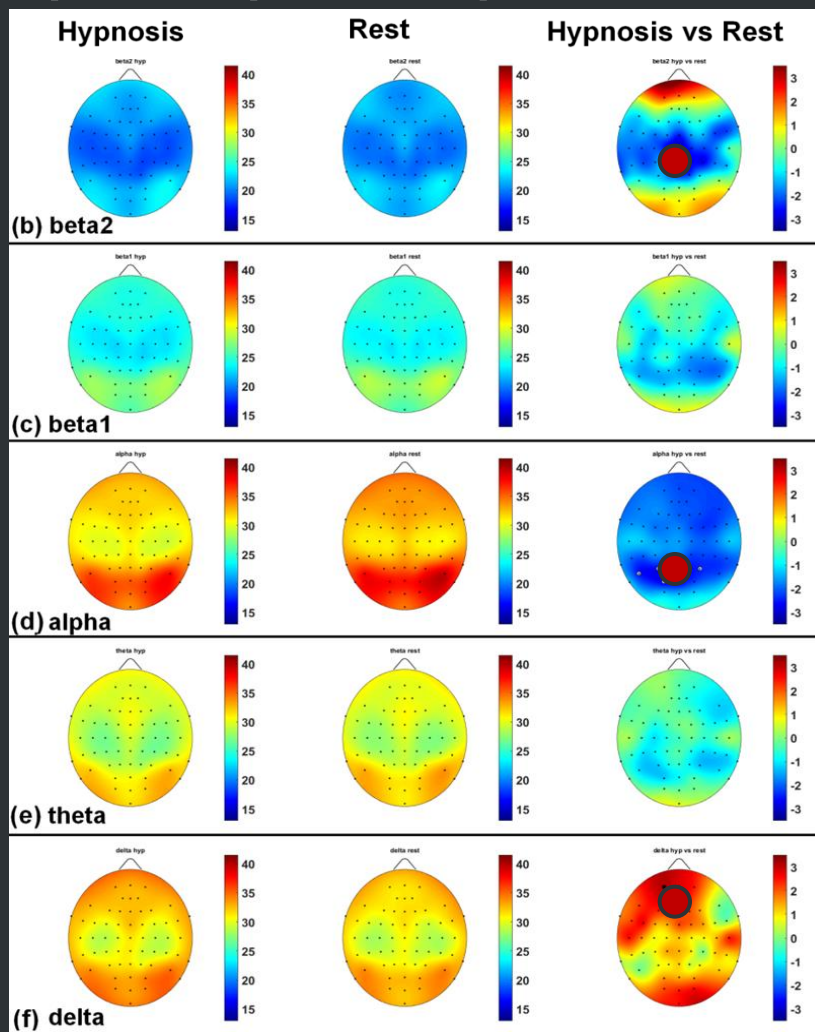 Hypnosis Rest Hypnosis vs Rest
beta2 hyp beta2 rest beta2 hyp vs rest
40 40 3
35 35 2
30 30 1
25 25 0
20 20 -1
-2
15 15 -3
(b) beta2
beta1 hyp beta1 rest beta1 hyp vs rest
40 40 3
35 35 2
30 30 1
25 25 0
20 20 -1
-2
15 15 -3
(c) beta1
alpha hyp alpha rest alpha hyp vs rest
40 40 3
35 35 2
30 30 1
25 25 0
20 20 -1
-2
15 15 -3
(d) alpha
theta hyp theta rest theta hyp vs rest
40 40 3
35 35 2
30 30 1
25 25 0
20 20 -1
-2
15 15 -3
(e) theta
delta hyp delta rest delta hyp vs rest
40 40 3
35 35 2
30 30 1
25 25 0
20 20 -1
-2
15 15 -3
(f) delta